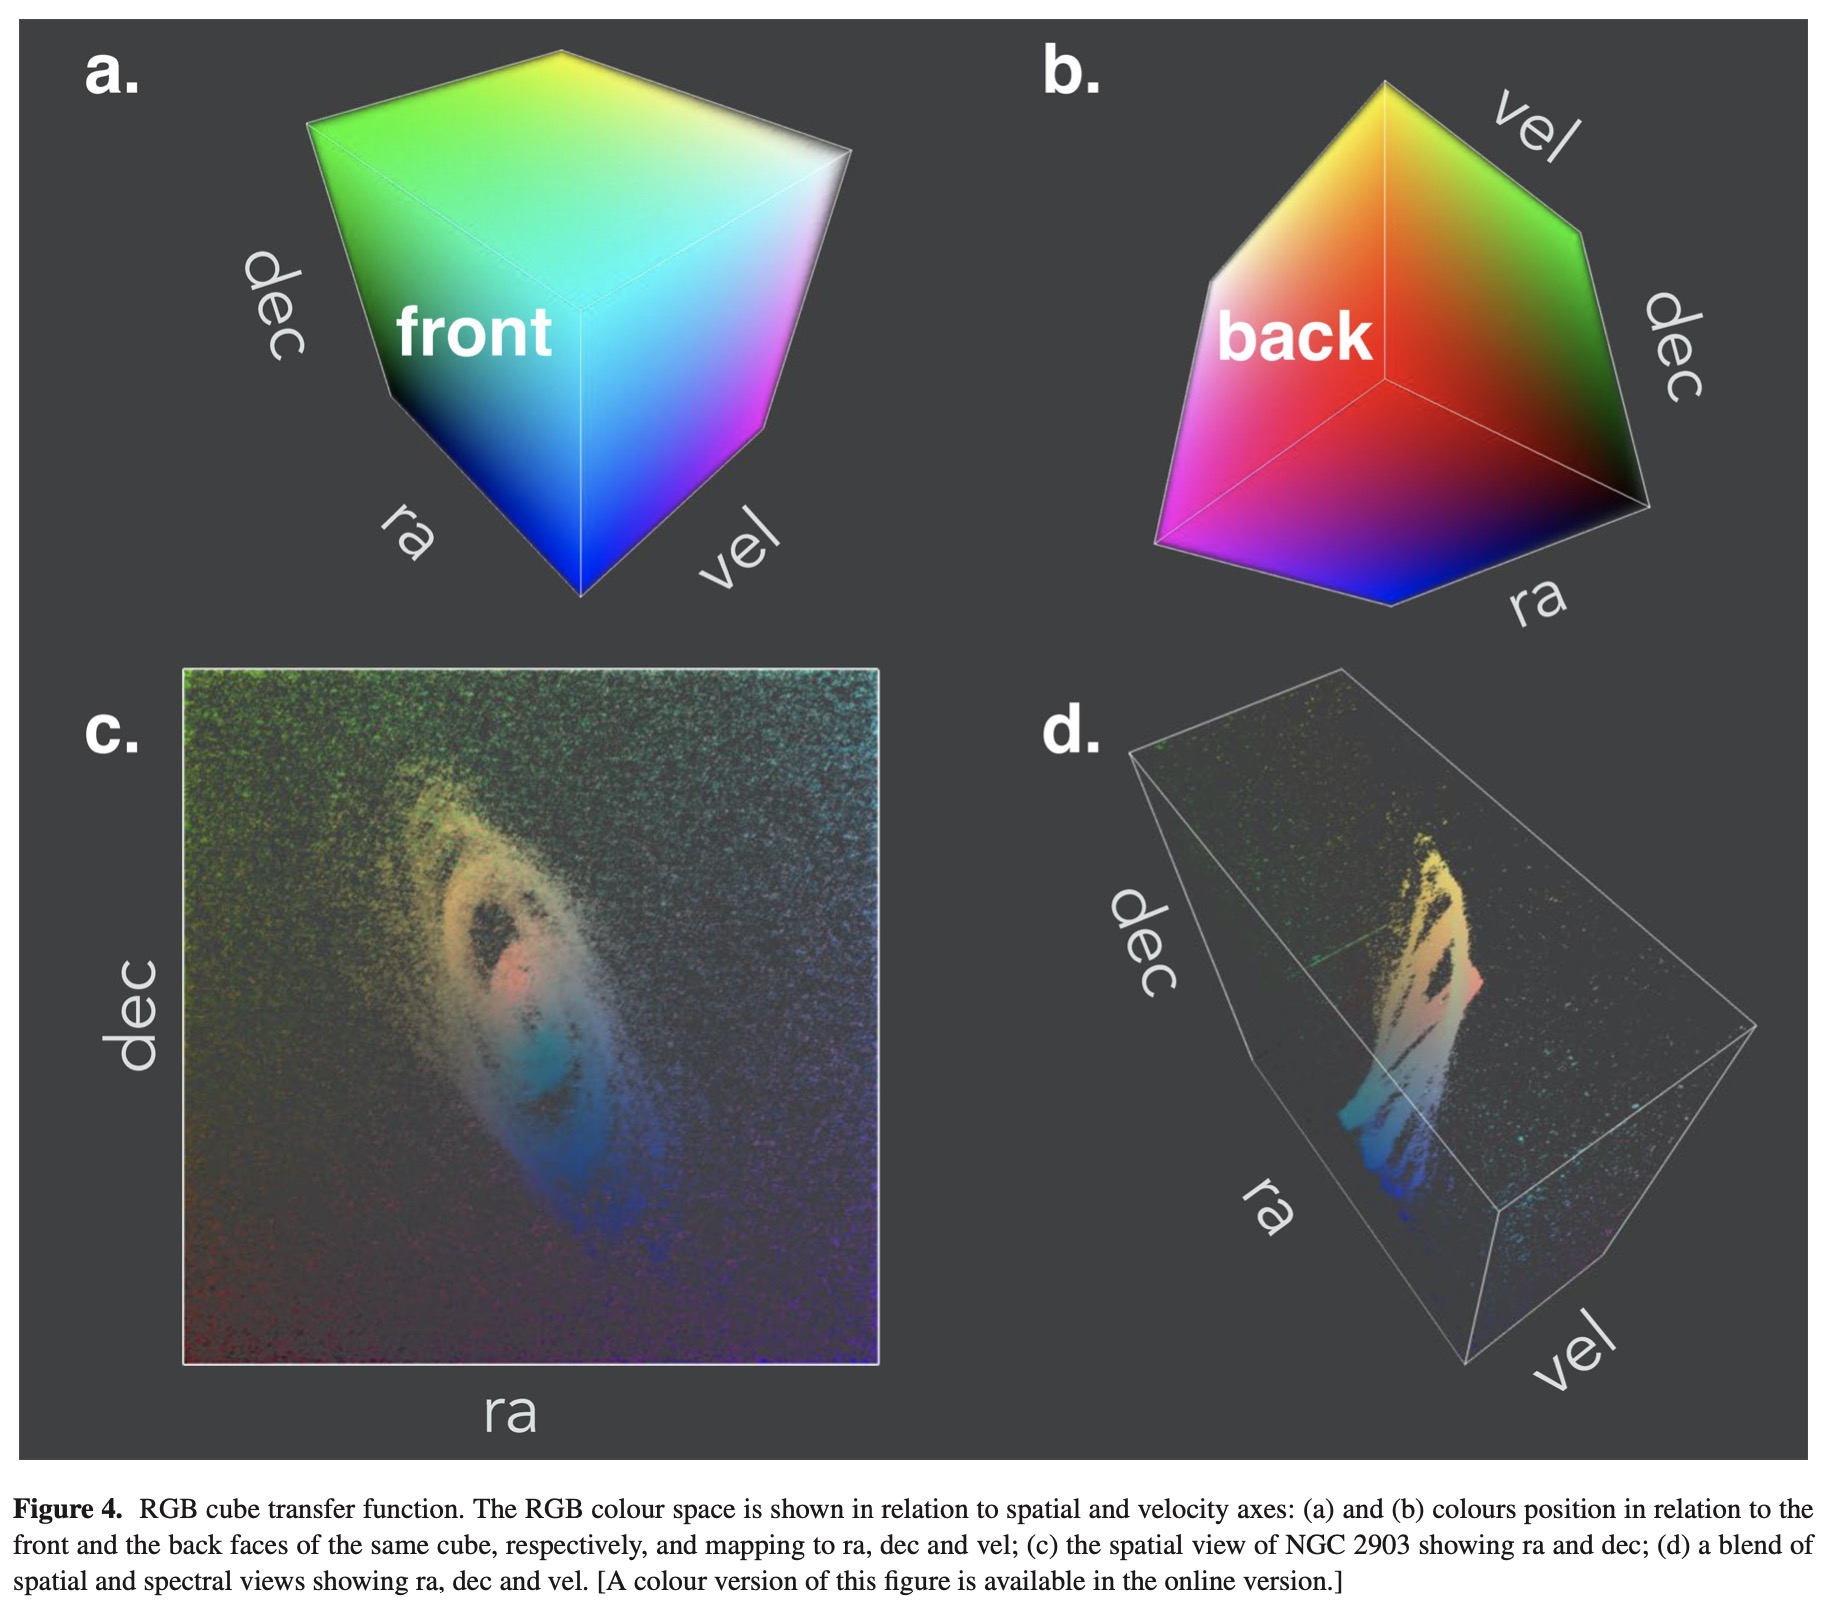 a.
b.
vel
front
back
dec
dec
ra
vel
ra
c.
d.
dec
dec
ra
vel
ra
Figure 4. RGB cube transfer function. The RGB colour space is shown in relation to spatial and velocity axes: (a) and (b) colours position in relation to the
front and the back faces of the same cube, respectively, and mapping to ra, dec and vel; (c) the spatial view of NGC 2903 showing ra and dec; (d) a blend of
spatial and spectral views showing ra, dec and vel. [A colour version of this figure is available in the online version.]